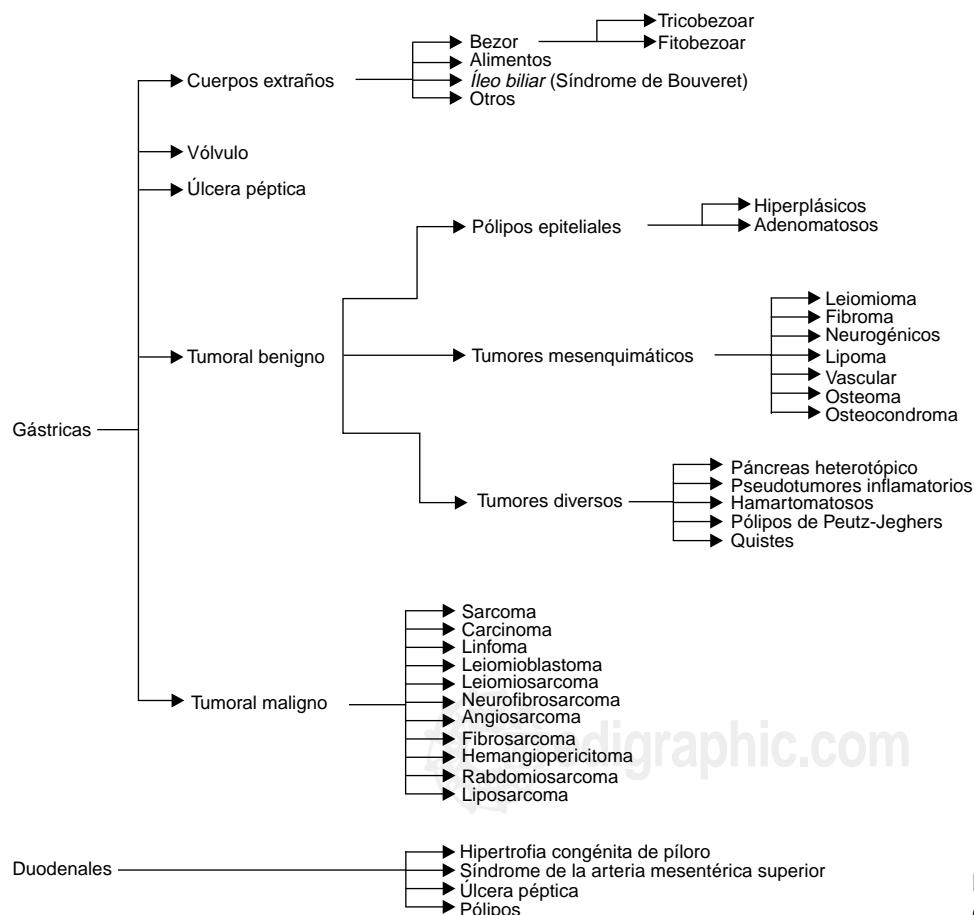 Tricobezoar
Bezor
Fitobezoar
Alimentos
Cuerpos extraños
Íleo biliar (Síndrome de Bouveret)
Otros
Vólvulo
Úlcera péptica
Hiperplásicos
Pólipos epiteliales
Adenomatosos
Leiomioma
Fibroma
Neurogénicos
Tumoral benigno
Tumores mesenquimáticos
Lipoma
Vascular
Osteoma
Osteocondroma
Gástricas
Páncreas heterotópico
Pseudotumores inflamatorios
Tumores diversos
Hamartomatosos
Pólipos de Peutz-Jeghers
Quistes
Sarcoma
Carcinoma
Linfoma
Leiomioblastoma
Leiomiosarcoma
Tumoral maligno
Neurofibrosarcoma
Angiosarcoma
Fibrosarcoma
Hemangiopericitoma
Rabdomiosarcoma
Liposarcoma
edigraphic.com
Hipertrofia congénita de píloro
Duodenales
Síndrome de la arteria mesentérica superior
Úlcera péptica
Pólipos